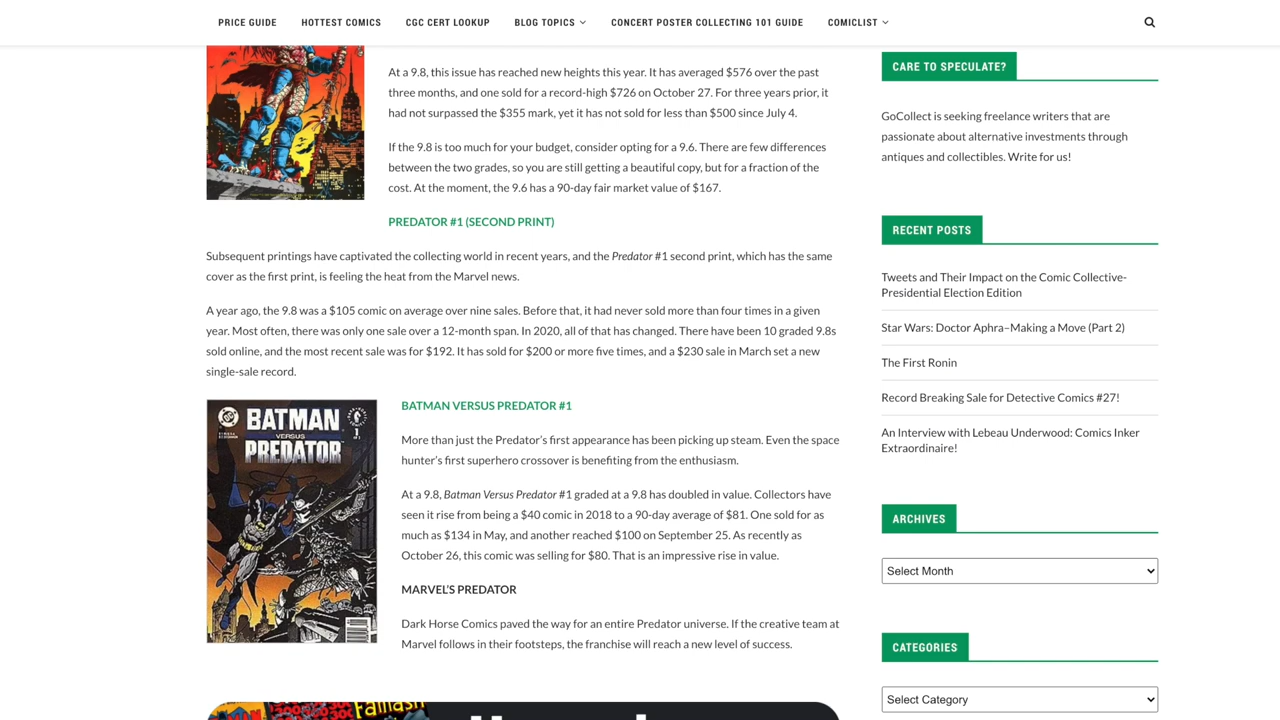 PRICE GUIDE
HOTTEST COMICS
CGC CERT LOOKUP
BLOG TOPICS
CONCERT POSTER COLLECTING 101 GUIDE
COMICLIST
At a 9.8, this issue has reached new heights this year. It has averaged $576 over the past
three months, and one sold for a record-high $726 on October 27. For three years prior, it
had not surpassed the $355 mark, yet it has not sold for less than $500 since July 4.
If the 9.8 is too much for your budget, consider opting for a 9.6. There are few differences
between the two grades, so you are still getting a beautiful copy, but for a fraction of the
cost. At the moment, the 9.6 has a 90-day fair market value of $167.
PREDATOR #1 (SECOND PRINT)
Subsequent printings have captivated the collecting world in recent years, and the Predator #1 second print, which has the same
cover as the first print, is feeling the heat from the Marvel news.
A year ago, the 9.8 was a $105 comic on average over nine sales. Before that, it had never sold more than four times in a given
year. Most often, there was only one sale over a 12-month span. In 2020, all of that has changed. There have been 10 graded 9.8s
sold online, and the most recent sale was for $192. It has sold for $200 or more five times, and a $230 sale in March set a new
single-sale record.
BATMAN
VERSUS
PREDATOR
BATMAN VERSUS PREDATOR #1
More than just the Predator's first appearance has been picking up steam. Even the space
hunter's first superhero crossover is benefiting from the enthusiasm.
At a 9.8, Batman Versus Predator #1 graded at a 9.8 has doubled in value. Collectors have
seen it rise from being a $40 comic in 2018 to a 90-day average of $81. One sold for as
much as $134 in May, and another reached $100 on September 25. As recently as
October 26, this comic was selling for $80. That is an impressive rise in value.
MARVEL'S PREDATOR
Dark Horse Comics paved the way for an entire Predator universe. If the creative team at
Marvel follows in their footsteps, the franchise will reach a new level of success.
CARE TO SPECULATE?
GoCollect is seeking freelance writers that are
passionate about alternative investments through
antiques and collectibles. Write for us!
RECENT POSTS
Tweets and Their Impact on the Comic Collective-
Presidential Election Edition
Star Wars: Doctor Aphra–Making a Move (Part 2)
The First Ronin
Record Breaking Sale for Detective Comics #27!
An Interview with Lebeau Underwood: Comics Inker
Extraordinaire!
ARCHIVES
Select Month
CATEGORIES
Select Category